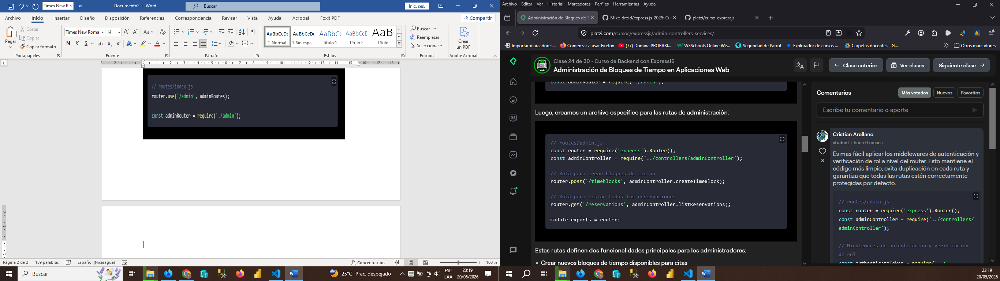 Times New R
Documento2 - Word
Buscar
Inic. ses.
Archivo
Inicio
Insertar
Diseño
Disposición
Referencias
Correspondencia
Revisar
Vista
Ayuda
Acrobat
Foxit PDF
Compartir
Pegar
Cortar
Copiar
Copiar formato
Portapapeles
Times New Roma
14
Fuente
Párrafo
AaBbCcDc
¶ Normal
AaBbCcDc
¶ Sin espa...
AaBbCc
Título 1
AaBbCcD
Título 2
AaB
Título
Estilos
Buscar
Reemplazar
Seleccionar
Edición
Crear
un PDF
Adobe Acrobat
// routes/index.js
router.use('/admin', adminRoutes);
const adminRouter = require('./admin');
Página 2 de 2
189 palabras
Español (Nicaragua)
Concentración
100 %
Buscar
25°C Prac. despejado
ESP
LAA
23:19
20/05/2026
Archivo Editar Ver Historial Marcadores Perfiles Herramientas Ayuda
Administración de Bloques de T
Mike-droid/express.js-2025: Cur
platzi/curso-expressjs
platzi.com/cursos/expressjs/admin-controllers-services/
Importar marcadores...
Comenzar a usar Firefox
(77) Domina PROBABI...
W3Schools Online We...
Seguridad de Parrot
Explorador de cursos ...
Carpetas docentes - G...
Otros marcadores
Clase 24 de 30 • Curso de Backend con ExpressJS
Administración de Bloques de Tiempo en Aplicaciones Web
Clase anterior
Ver clases
Siguiente clase
const adminRouter = require('./admin');
Luego, creamos un archivo específico para las rutas de administración:
// routes/admin.js
const router = require('express').Router();
const adminController = require('../controllers/adminController');
// Ruta para crear bloques de tiempo
router.post('/timeblocks', adminController.createTimeBlock);
// Ruta para listar todas las reservaciones
router.get('/reservations', adminController.listReservations);
module.exports = router;
Estas rutas definen dos funcionalidades principales para los administradores:
• Crear nuevos bloques de tiempo disponibles para citas
Comentarios
Más votados
Nuevos
Favoritos
Escribe tu comentario o aporte
Cristian Arellano
student • hace 6 meses
3
Es mas fácil aplicar los middlewares de autenticación y
verificación de rol a nivel del router. Esto mantiene el
código más limpio, evita duplicación en cada ruta y
garantiza que todas las rutas estén correctamente
protegidas por defecto.
// routes/admin.js
const router = require('express').Router();
const adminController = require('../controllers/
adminController');
// Middlewares de autenticación y verificación
de rol
const authenticateToken = require('../
23:19
20/05/2026